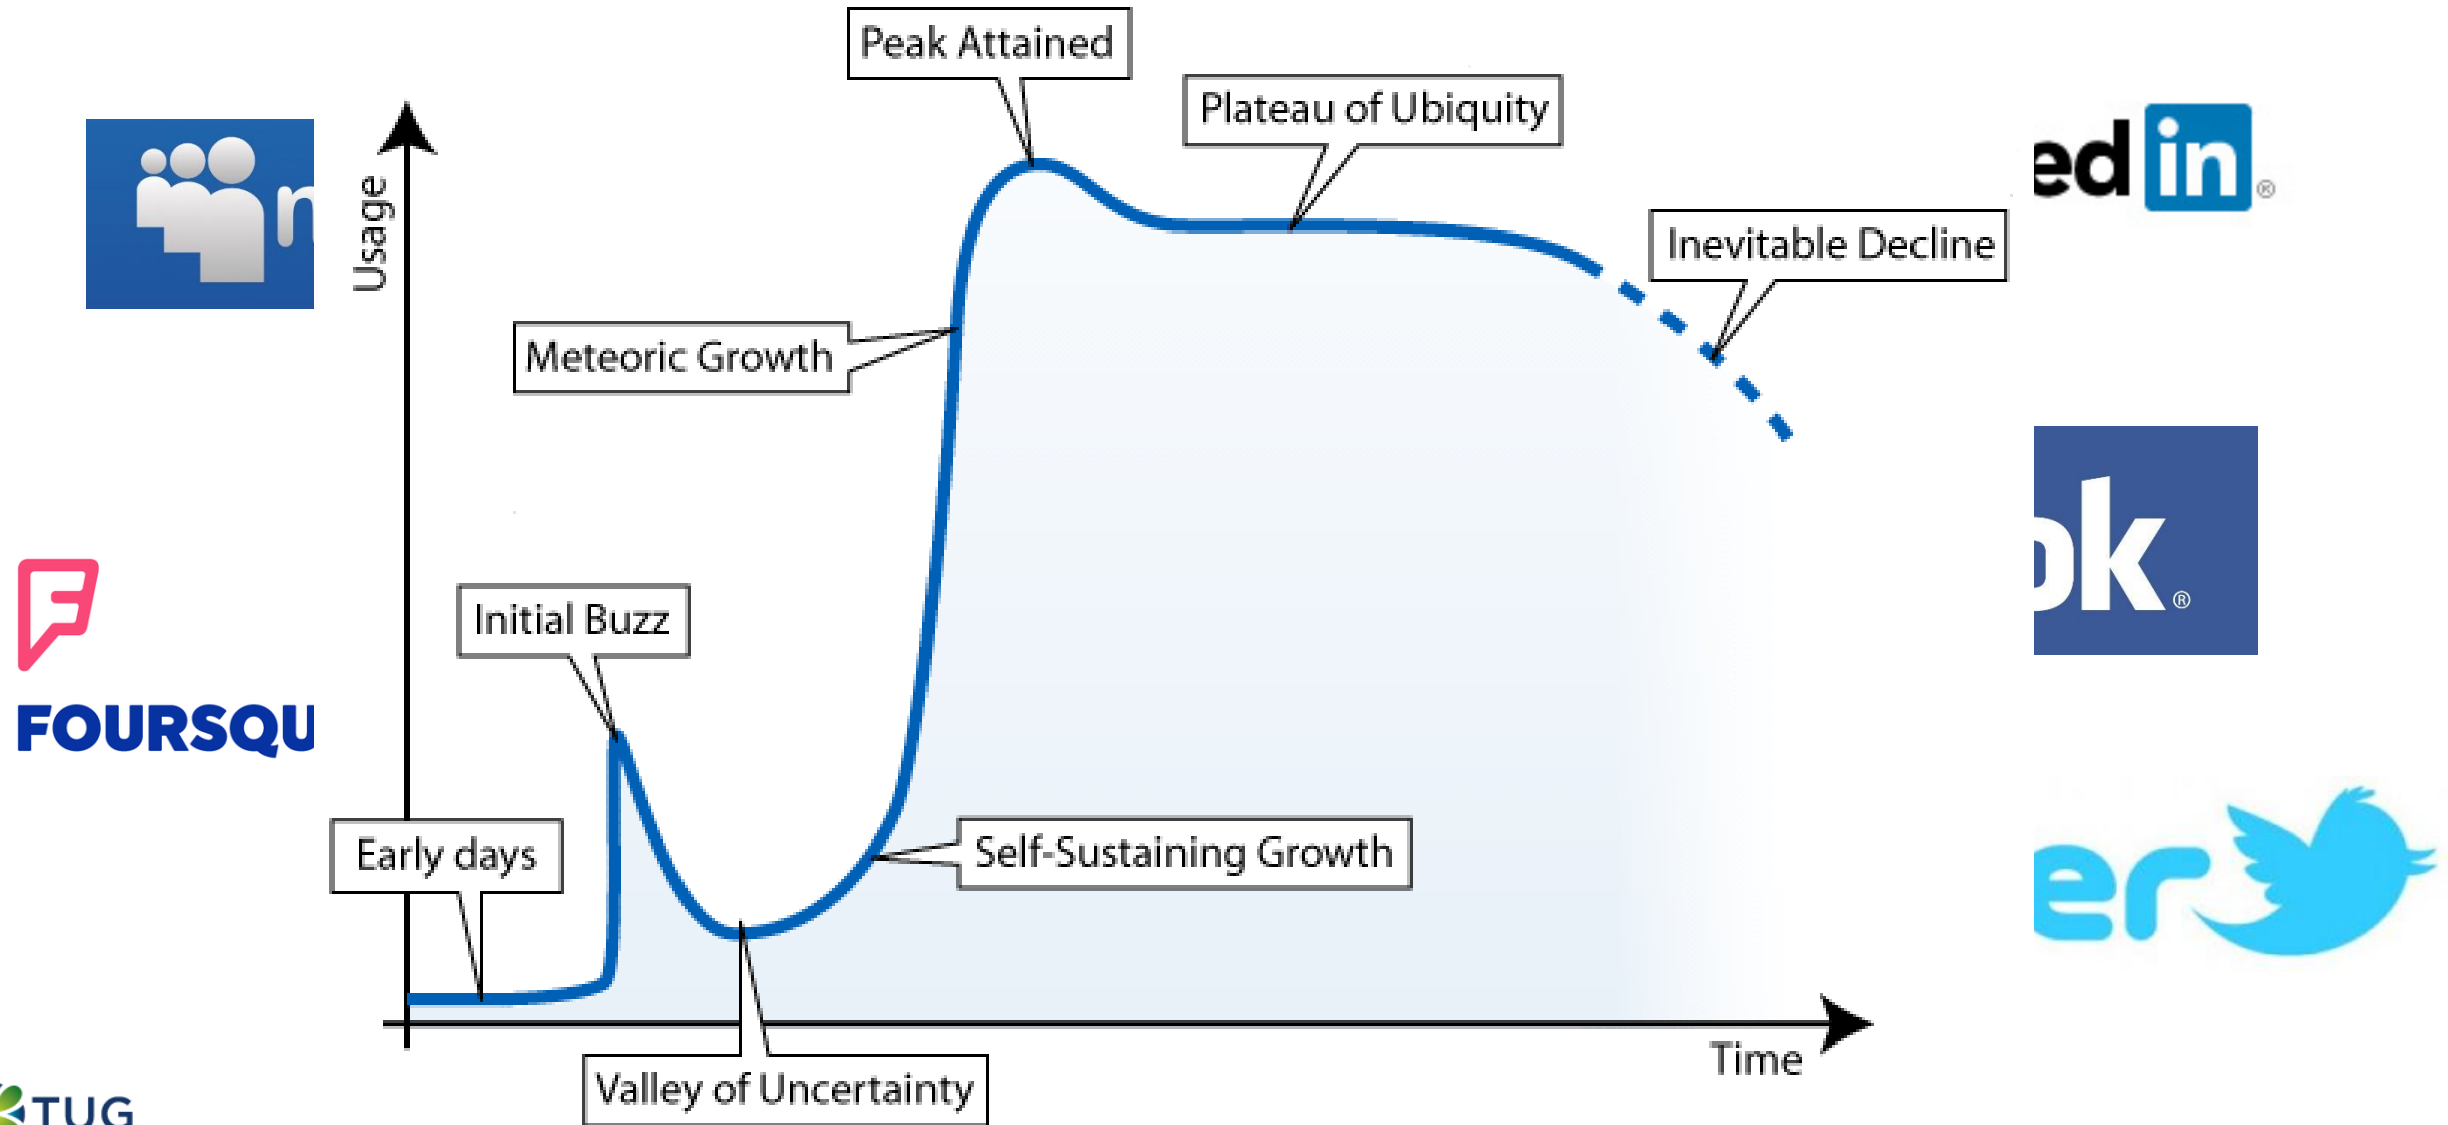 Peak Attained
Plateau of Ubiquity
ed in ®
Usage
Inevitable Decline
Meteoric Growth
ok ®
Initial Buzz
FOURSQU
Early days
Self-Sustaining Growth
er
Time
Valley of Uncertainty
TUG